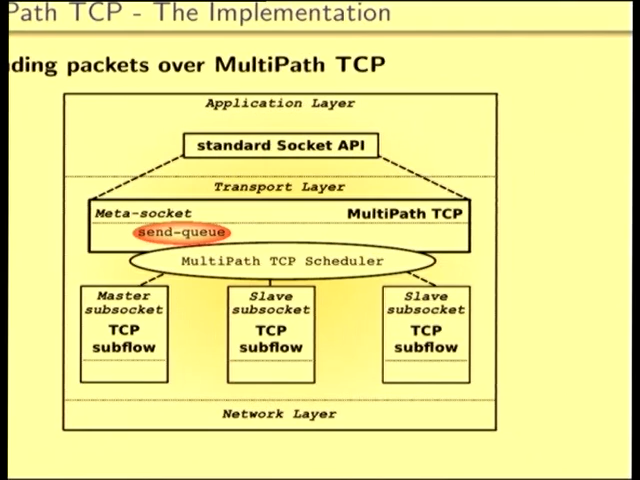 Path TCP - The Implementation
ding packets over MultiPath TCP
Application Layer
standard Socket API
Transport Layer
Meta-socket MultiPath TCP
send-queue
MultiPath TCP Scheduler
Master Slave Slave
subsocket subsocket subsocket
TCP TCP TCP
subflow subflow subflow
Network Layer